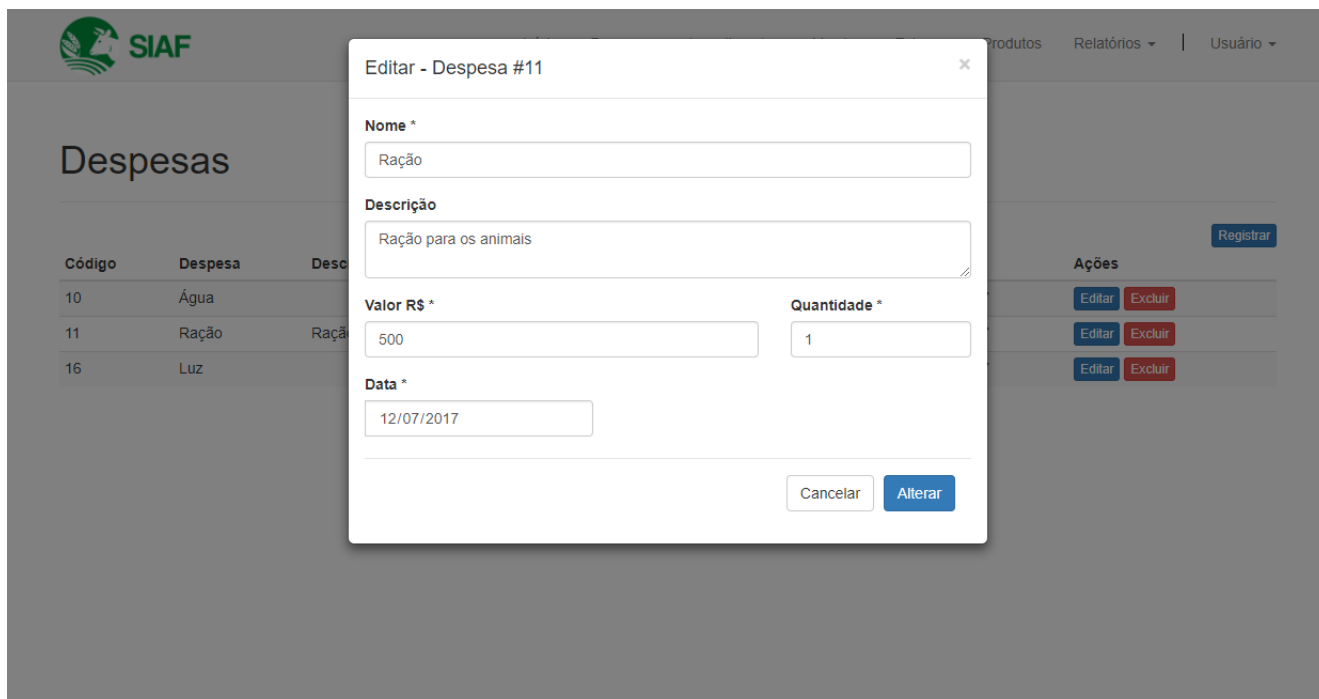 SIAF
Produtos Relatórios | Usuário
Editar - Despesa #11 ×
Despesas
Nome *
Ração
Descrição
Ração para os animais
Registrar
Código Despesa Desc Ações
10 Água Editar Excluir
11 Ração Raçã Editar Excluir
16 Luz Editar Excluir
Valor R$ * Quantidade *
500 1
Data *
12/07/2017
Cancelar Alterar